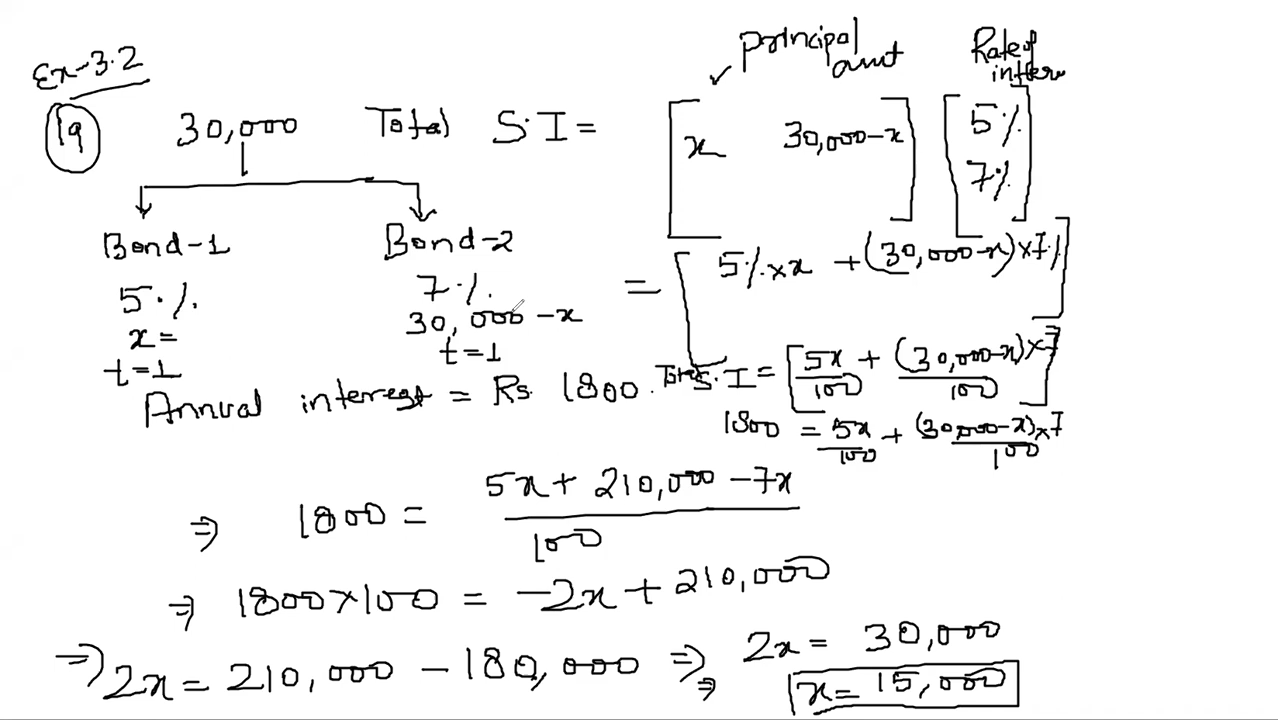 Ex-3.2
19 30,000 Total S.I =
principal amt
Rate of
[ x 30,000-x ] [ 5% 7% ]
Bond-1 Bond-2
5% 7%
x = 30,000 - x
t=1 t=1
= [ 5% × x + (30,000-x) × 7% ]
S.I = [ 5x/100 + (30,000-x)×7/100 ]
Annual interest = Rs. 1800.
1800 = 5x/100 + (30,000-x)×7/100
⇒ 1800 = 5x + 210,000 - 7x / 100
⇒ 1800×100 = -2x + 210,000
⇒ 2x = 210,000 - 180,000 ⇒ 2x = 30,000
⇒ x = 15,000